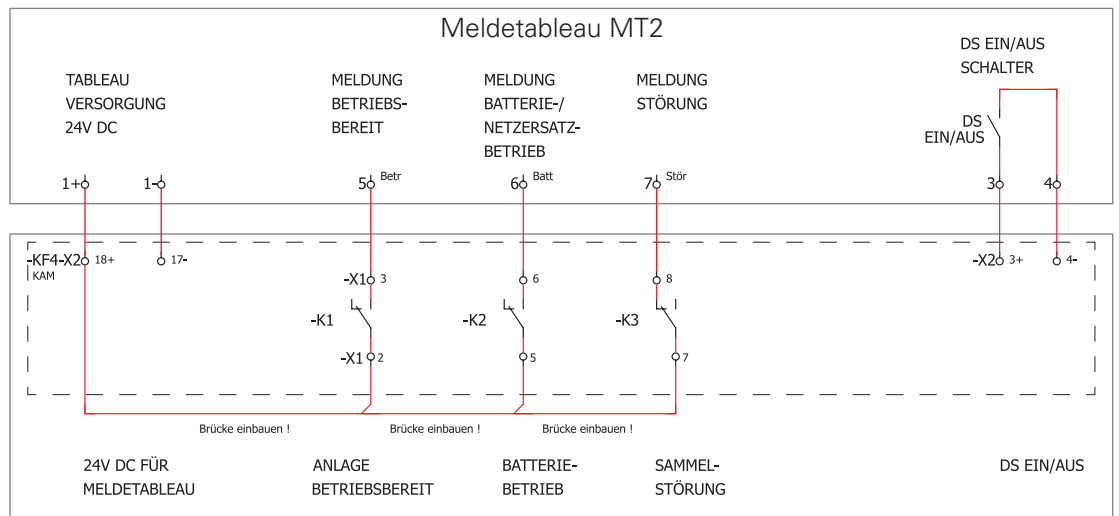 Meldetableau MT2
TABLEAU
VERSORGUNG
24V DC
MELDUNG
BETRIEBS-
BEREIT
MELDUNG
BATTERIE-/
NETZERSATZ-
BETRIEB
MELDUNG
STÖRUNG
DS EIN/AUS
SCHALTER
DS
EIN/AUS
1+
1-
5 Betr
6 Batt
7 Stör
3
4
-KF4-X2 18+
KAM
17-
-X2 3+
4-
-X1 3
6
8
-K1
-K2
-K3
-X1 2
5
7
Brücke einbauen !
Brücke einbauen !
Brücke einbauen !
24V DC FÜR
MELDETABLEAU
ANLAGE
BETRIEBSBEREIT
BATTERIE-
BETRIEB
SAMMEL-
STÖRUNG
DS EIN/AUS